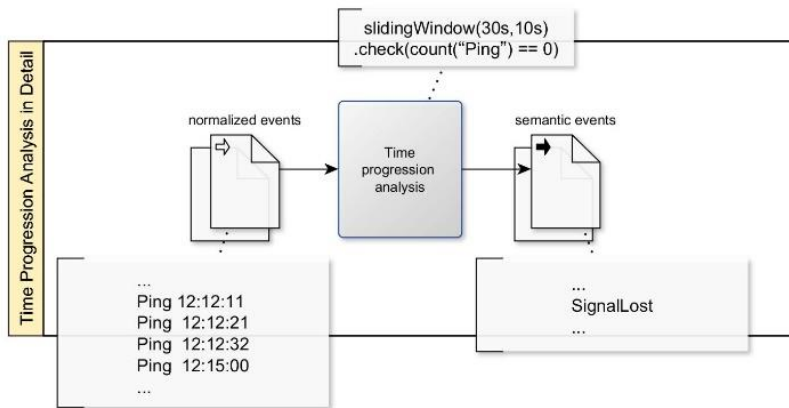 slidingWindow(30s,10s)
.check(count(“Ping”) == 0)
Time Progression Analysis in Detail
normalized events
semantic events
Time
progression
analysis
...
Ping 12:12:11
Ping 12:12:21
Ping 12:12:32
Ping 12:15:00
...
...
SignalLost
...